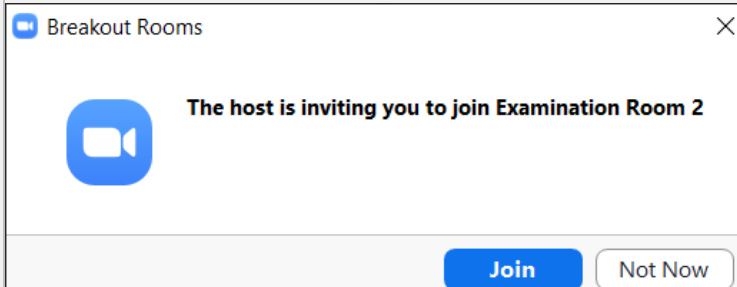 Breakout Rooms
The host is inviting you to join Examination Room 2
Join
Not Now